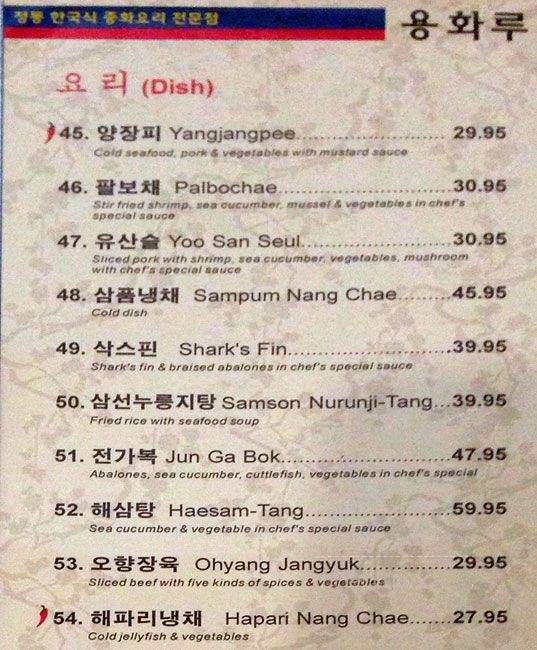 정통 한국식 중화요리 전문점
용화루
요리 (Dish)
45. 양장피 Yangjangpee........................ 29.95
Cold seafood, pork & vegetables with mustard sauce
46. 팔보채 Palbochae............................30.95
Stir fried shrimp, sea cucumber, mussel & vegetables in chef's
special sauce
47. 유산슬 Yoo San Seul........................30.95
Sliced pork with shrimp, sea cucumber, vegetables, mushroom
with chef's special sauce
48. 삼품냉채 Sampum Nang Chae........45.95
Cold dish
49. 삭스핀 Shark's Fin..........................39.95
Shark's fin & braised abalones in chef's special sauce
50. 삼선누룽지탕 Samson Nurunji-Tang...39.95
Fried rice with seafood soup
51. 전가복 Jun Ga Bok...........................47.95
Abalones, sea cucumber, cuttlefish, vegetables in chef's special
52. 해삼탕 Haesam-Tang.......................59.95
Sea cucumber & vegetable in chef's special sauce
53. 오향장육 Ohyang Jangyuk..............29.95
Sliced beef with five kinds of spices & vegetables
54. 해파리냉채 Hapari Nang Chae......27.95
Cold jellyfish & vegetables